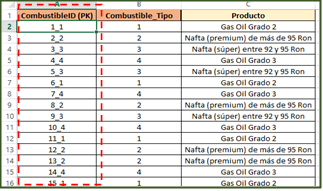 A B C
1 CombustibleID (PK) Combustible_Tipo Producto
2 1_1 1 Gas Oil Grado 2
3 2_2 2 Nafta (premium) de más de 95 Ron
4 3_3 3 Nafta (súper) entre 92 y 95 Ron
5 4_4 4 Gas Oil Grado 3
6 5_3 3 Nafta (súper) entre 92 y 95 Ron
7 6_1 1 Gas Oil Grado 2
8 7_4 4 Gas Oil Grado 3
9 8_2 2 Nafta (premium) de más de 95 Ron
10 9_3 3 Nafta (súper) entre 92 y 95 Ron
11 10_4 4 Gas Oil Grado 3
12 11_1 1 Gas Oil Grado 2
13 12_2 2 Nafta (premium) de más de 95 Ron
14 13_2 2 Nafta (premium) de más de 95 Ron
15 14_4 4 Gas Oil Grado 3
16 15_1 1 Gas Oil Grado 2